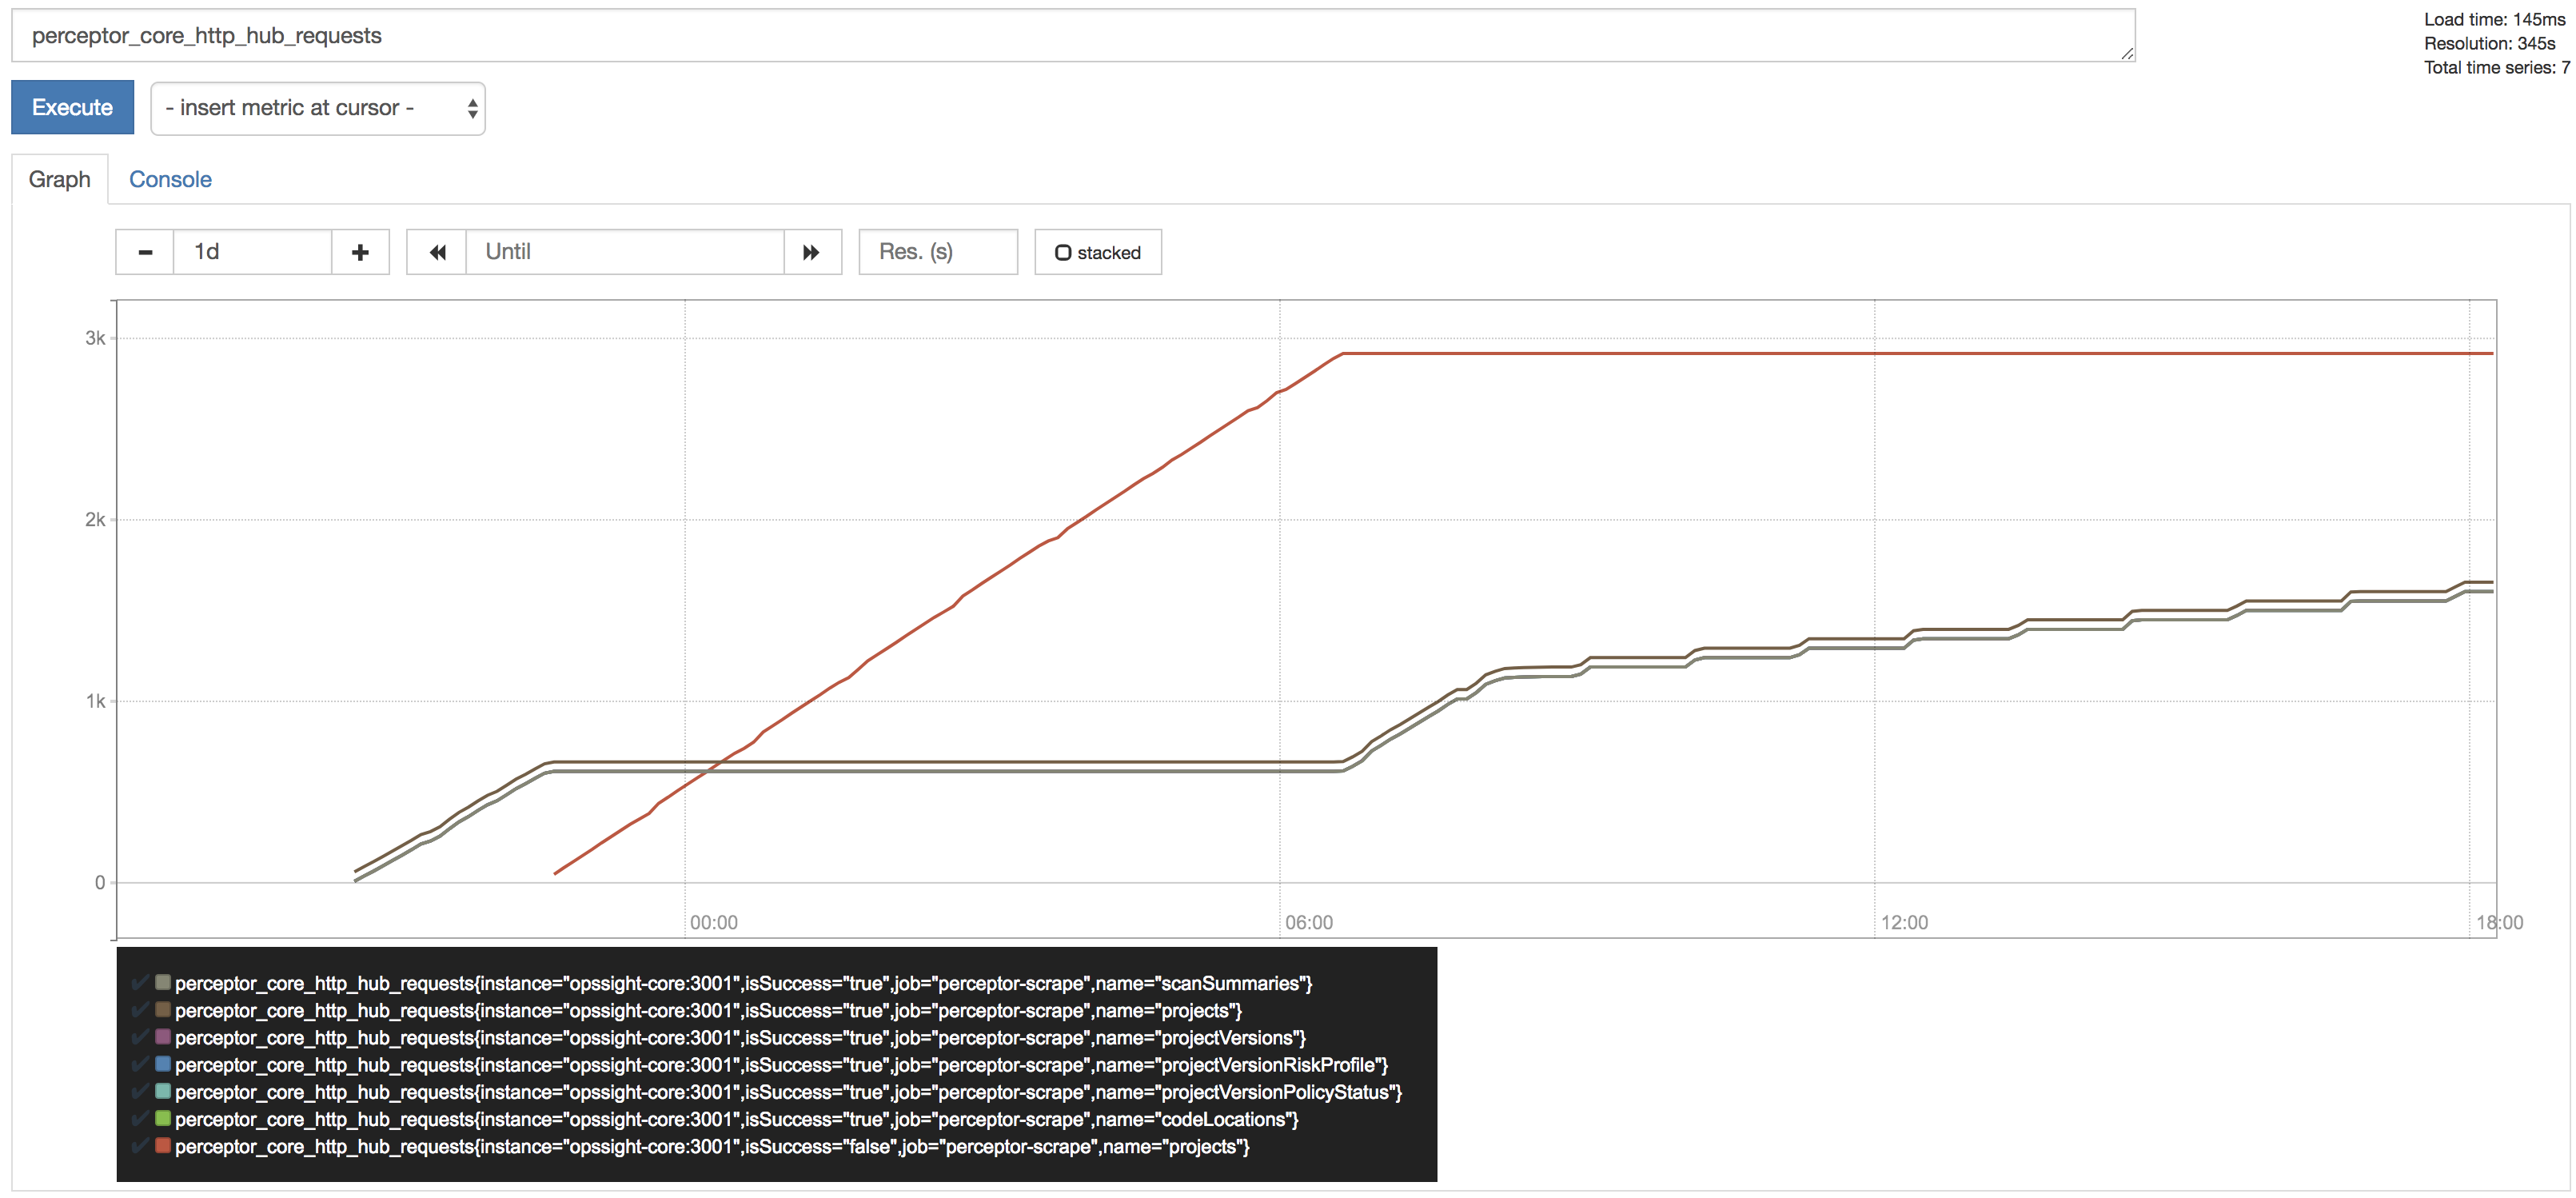 perceptor_core_http_hub_requests
Load time: 145ms
Resolution: 345s
Total time series: 7
Execute
- insert metric at cursor -
Graph Console
1d Until Res. (s) stacked
3k
2k
1k
0
00:00 06:00 12:00 18:00
perceptor_core_http_hub_requests{instance="opssight-core:3001",isSuccess="true",job="perceptor-scrape",name="scanSummaries"}
perceptor_core_http_hub_requests{instance="opssight-core:3001",isSuccess="true",job="perceptor-scrape",name="projects"}
perceptor_core_http_hub_requests{instance="opssight-core:3001",isSuccess="true",job="perceptor-scrape",name="projectVersions"}
perceptor_core_http_hub_requests{instance="opssight-core:3001",isSuccess="true",job="perceptor-scrape",name="projectVersionRiskProfile"}
perceptor_core_http_hub_requests{instance="opssight-core:3001",isSuccess="true",job="perceptor-scrape",name="projectVersionPolicyStatus"}
perceptor_core_http_hub_requests{instance="opssight-core:3001",isSuccess="true",job="perceptor-scrape",name="codeLocations"}
perceptor_core_http_hub_requests{instance="opssight-core:3001",isSuccess="false",job="perceptor-scrape",name="projects"}